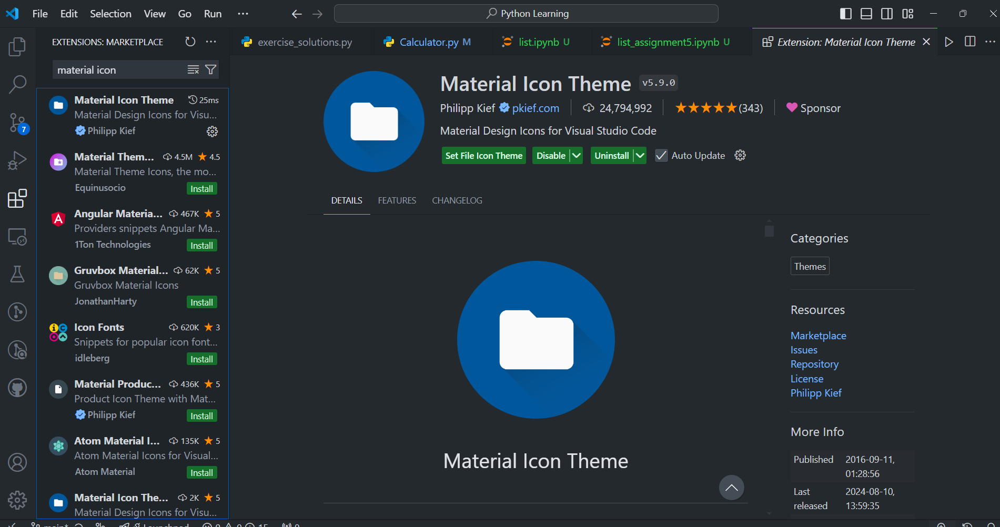 File Edit Selection View Go Run ···
Python Learning
EXTENSIONS: MARKETPLACE
exercise_solutions.py
Calculator.py M
list.ipynb U
list_assignment5.ipynb U
Extension: Material Icon Theme
material icon
Material Icon Theme 25ms
Material Design Icons for Visu...
Philipp Kief
Material Them... 4.5M 4.5
Material Theme Icons, the mo...
Equinusocio Install
Angular Materia... 467K 5
Providers snippets Angular Ma...
1Ton Technologies Install
Gruvbox Material... 62K 5
Gruvbox Material Icons
JonathanHarty Install
Icon Fonts 620K 3
Snippets for popular icon font...
idleberg Install
Material Produc... 436K 5
Product Icon Theme with Mat...
Philipp Kief Install
Atom Material I... 135K 5
Atom Material Icons for Visual...
Atom Material Install
Material Icon The... 2K 5
Material Design Icons for Visu...
7
Material Icon Theme v5.9.0
Philipp Kief pkief.com 24,794,992 (343) Sponsor
Material Design Icons for Visual Studio Code
Set File Icon Theme Disable Uninstall Auto Update
DETAILS FEATURES CHANGELOG
Material Icon Theme
Categories
Themes
Resources
Marketplace
Issues
Repository
License
Philipp Kief
More Info
Published 2016-09-11,
01:28:56
Last 2024-08-10,
released 13:59:35
main* Launchpad 0 0 15 0